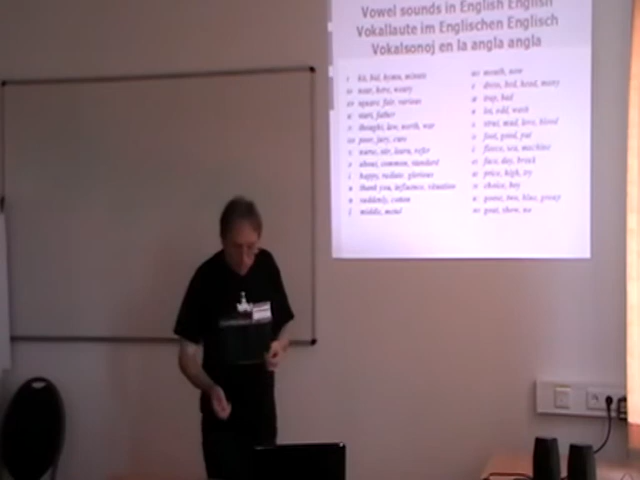 Vowel sounds in English English
Vokallaute im Englischen Englisch
Vokalsonoj en la angla angla
kit, bid, hymn, minute
near, here, weary
square, fair, various
start, father
thought, law, north, war
poor, jury, cure
nurse, stir, learn, refer
about, common, standard
happy, radiate, glorious
thank you, influence, situation
suddenly, cotton
middle, metal
mouth, now
dress, bed, head, many
trap, bad
lot, odd, wash
strut, mud, love, blood
foot, good, put
fleece, sea, machine
face, day, break
price, high, try
choice, boy
goose, two, blue, group
goat, show, no